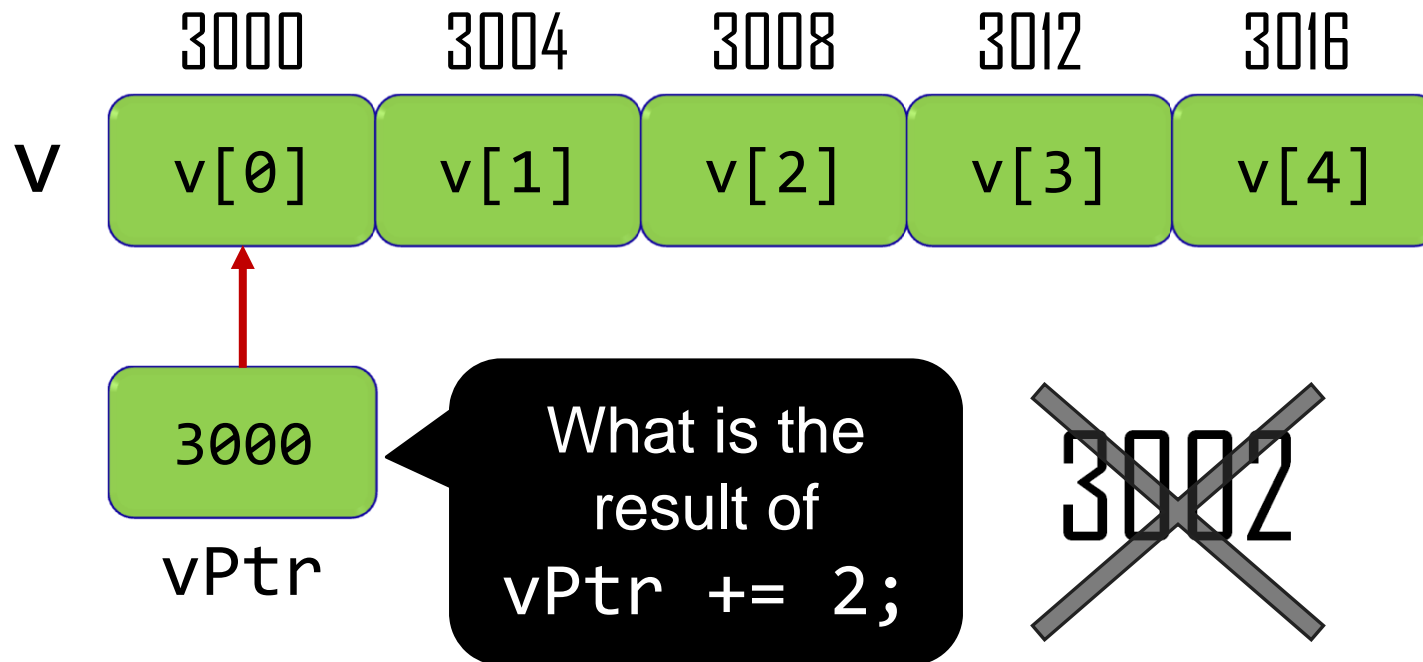 3000 3004 3008 3012 3016
v v[0] v[1] v[2] v[3] v[4]
3000
vPtr
What is the
result of
vPtr += 2;
3002